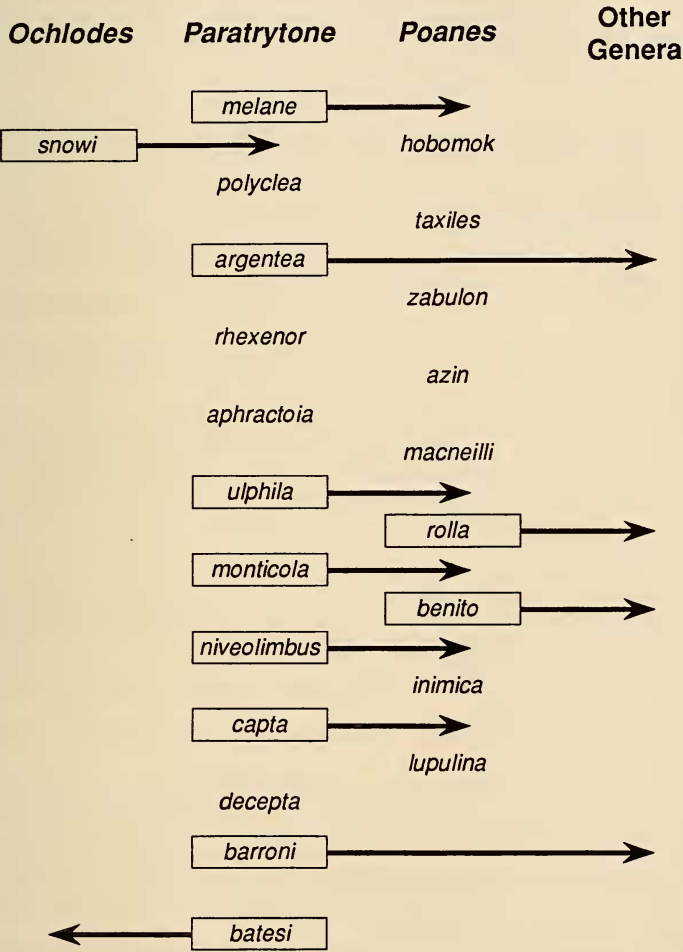 Ochlodes Paratrytone Poanes Other Genera
melane
snowi hobomok
polyclea
taxiles
argentea
zabulon
rhexenor
azin
aphractoia
macneilli
ulphila
rolla
monticola
benito
niveolimbus
inimica
capta
lupulina
decepta
barroni
batesi